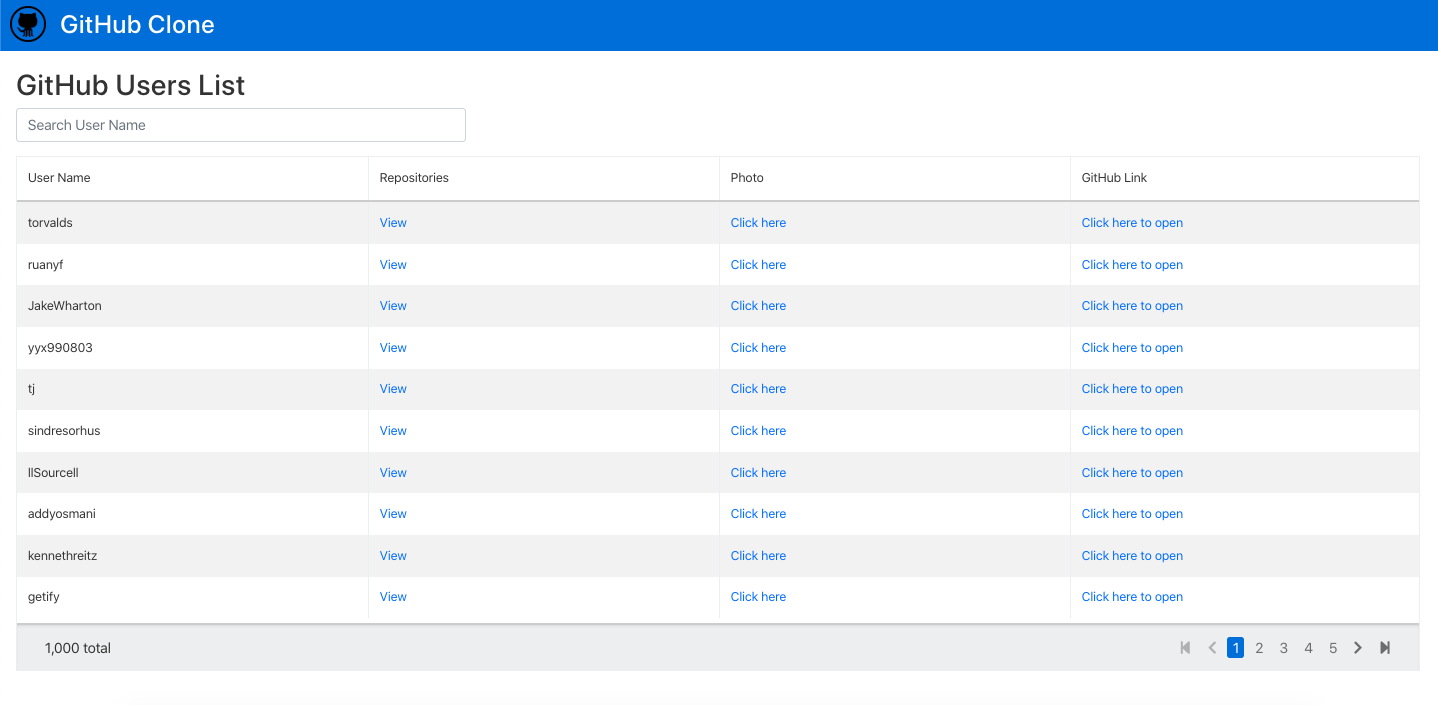 GitHub Clone
GitHub Users List
Search User Name
User Name Repositories Photo GitHub Link
torvalds View Click here Click here to open
ruanyf View Click here Click here to open
JakeWharton View Click here Click here to open
yyx990803 View Click here Click here to open
tj View Click here Click here to open
sindresorhus View Click here Click here to open
llSourcell View Click here Click here to open
addyosmani View Click here Click here to open
kennethreitz View Click here Click here to open
getify View Click here Click here to open
1,000 total 1 2 3 4 5